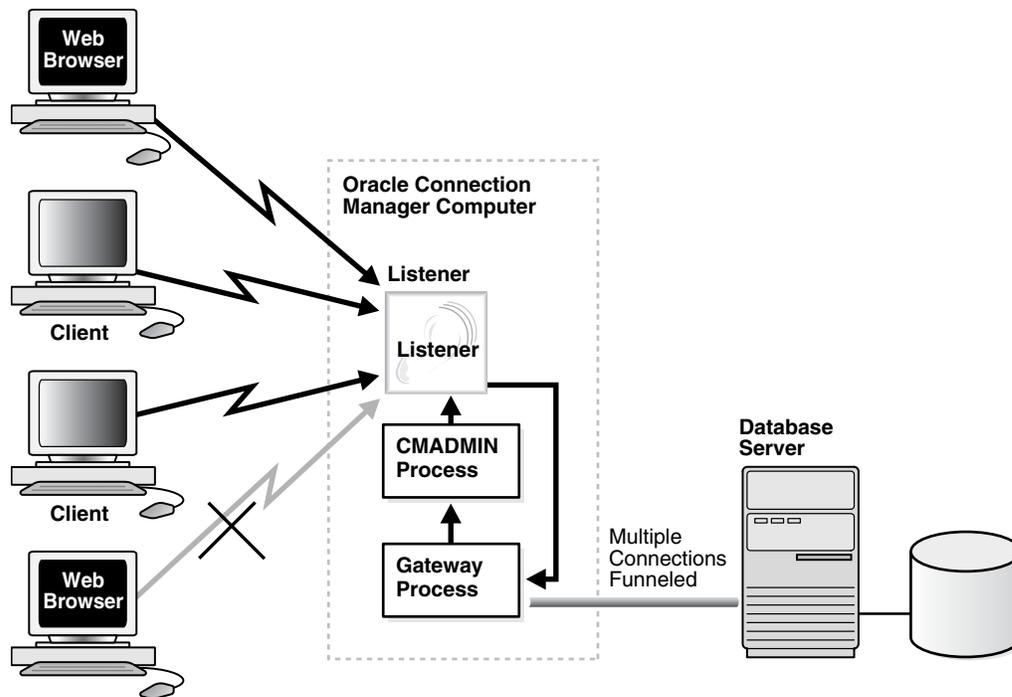 Web
Browser
Oracle Connection
Manager Computer
Listener
Listener
Client
CMADMIN
Process
Database
Server
Client
Multiple
Connections
Funneled
Gateway
Process
Web
Browser